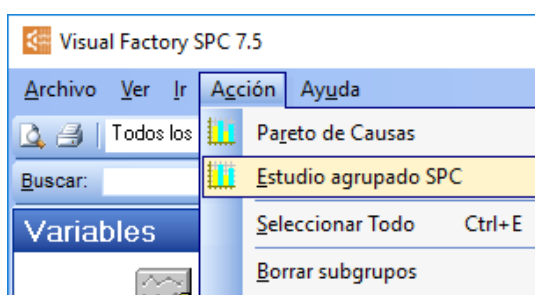 Visual Factory SPC 7.5
Archivo Ver Ir Acción Ayuda
Todos los
Pareto de Causas
Buscar:
Estudio agrupado SPC
Variables
Seleccionar Todo Ctrl+E
Borrar subgrupos